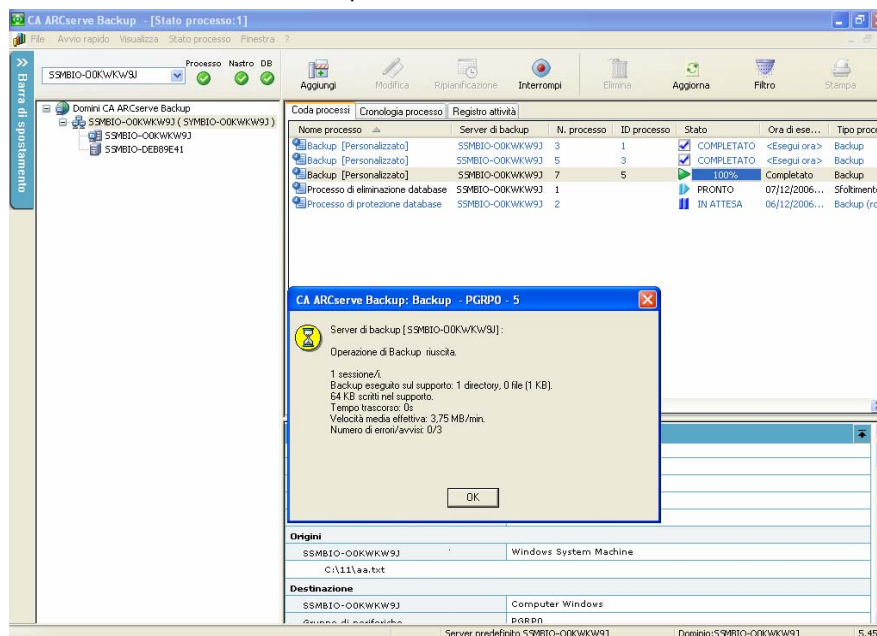 CA ARCserve Backup - [Stato processo:1]
File Avvio rapido Visualizza Stato processo Finestra ?
Barra di spostamento
SSMBIO-O0KWKW9J Processo Nastro DB
Aggiungi Modifica Ripianificazione Interrompi Elimina Aggiorna Filtro Stampa
Domini CA ARCserve Backup
SSMBIO-O0KWKW9J ( SYMBIO-O0KWKW9J )
SSMBIO-O0KWKW9J
SSMBIO-DEB89E41
Coda processi Cronologia processo Registro attività
Nome processo Server di backup N. processo ID processo Stato Ora di ese... Tipo proce
Backup [Personalizzato] SSMBIO-O0KWKW9J 3 1 COMPLETATO <Esegui ora> Backup
Backup [Personalizzato] SSMBIO-O0KWKW9J 5 3 COMPLETATO <Esegui ora> Backup
Backup [Personalizzato] SSMBIO-O0KWKW9J 7 5 100% Completato Backup
Processo di eliminazione database SSMBIO-O0KWKW9J 1 PRONTO 07/12/2006... Sfoltiment
Processo di protezione database SSMBIO-O0KWKW9J 2 IN ATTESA 06/12/2006... Backup (ro
CA ARCserve Backup: Backup - PGRP0 - 5
Server di backup [SSMBIO-O0KWKW9J] :
Operazione di Backup riuscita.
1 sessione/i.
Backup eseguito sul supporto: 1 directory, 0 file (1 KB).
64 KB scritti nel supporto.
Tempo trascorso: 0s
Velocità media effettiva: 3,75 MB/min.
Numero di errori/avvisi: 0/3
OK
Origini
SSMBIO-O0KWKW9J Windows System Machine
C:\11\aa.txt
Destinazione
SSMBIO-O0KWKW9J Computer Windows
Gruppo di periferiche PGRP0
Server predefinito SSMBIO-O0KWKW9J Dominio:SSMBIO-O0KWKW9J 5.45